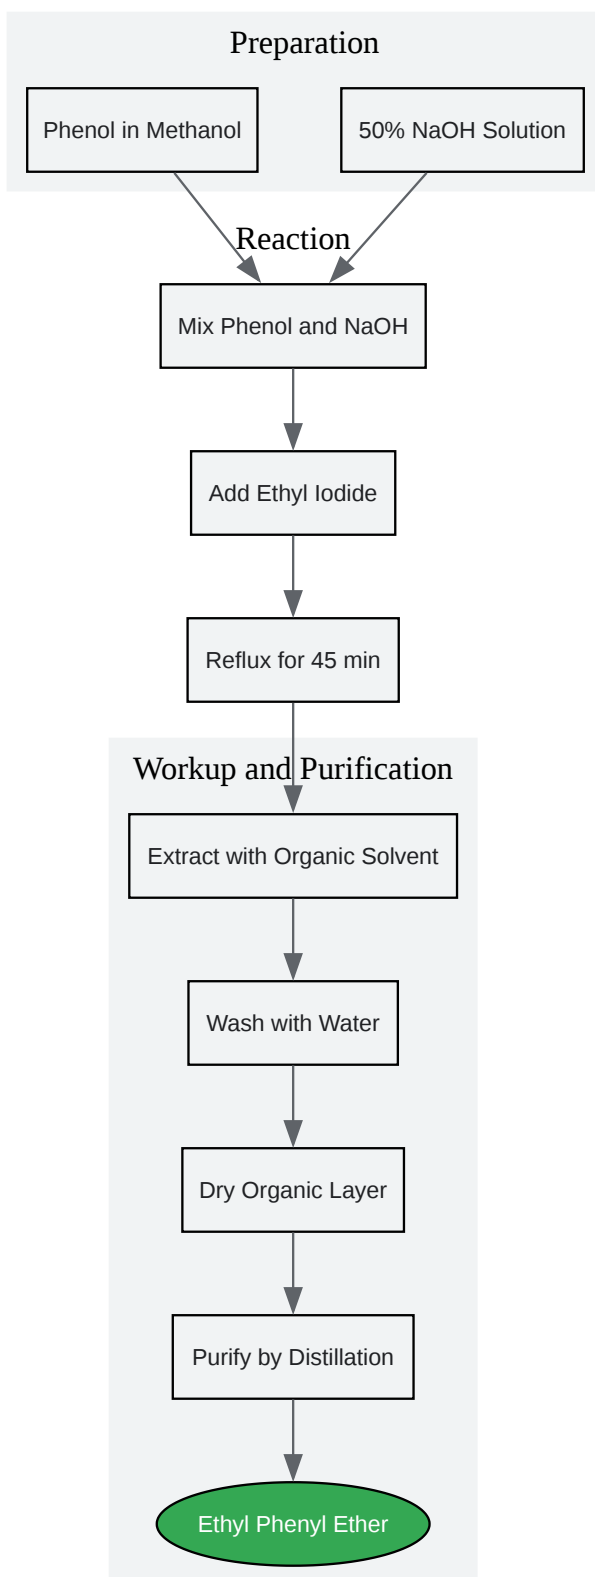 Preparation
Phenol in Methanol
50% NaOH Solution
Reaction
Mix Phenol and NaOH
Add Ethyl Iodide
Reflux for 45 min
Workup and Purification
Extract with Organic Solvent
Wash with Water
Dry Organic Layer
Purify by Distillation
Ethyl Phenyl Ether